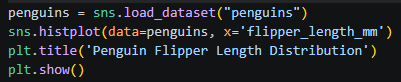 penguins = sns.load_dataset("penguins")
sns.histplot(data=penguins, x='flipper_length_mm')
plt.title('Penguin Flipper Length Distribution')
plt.show()